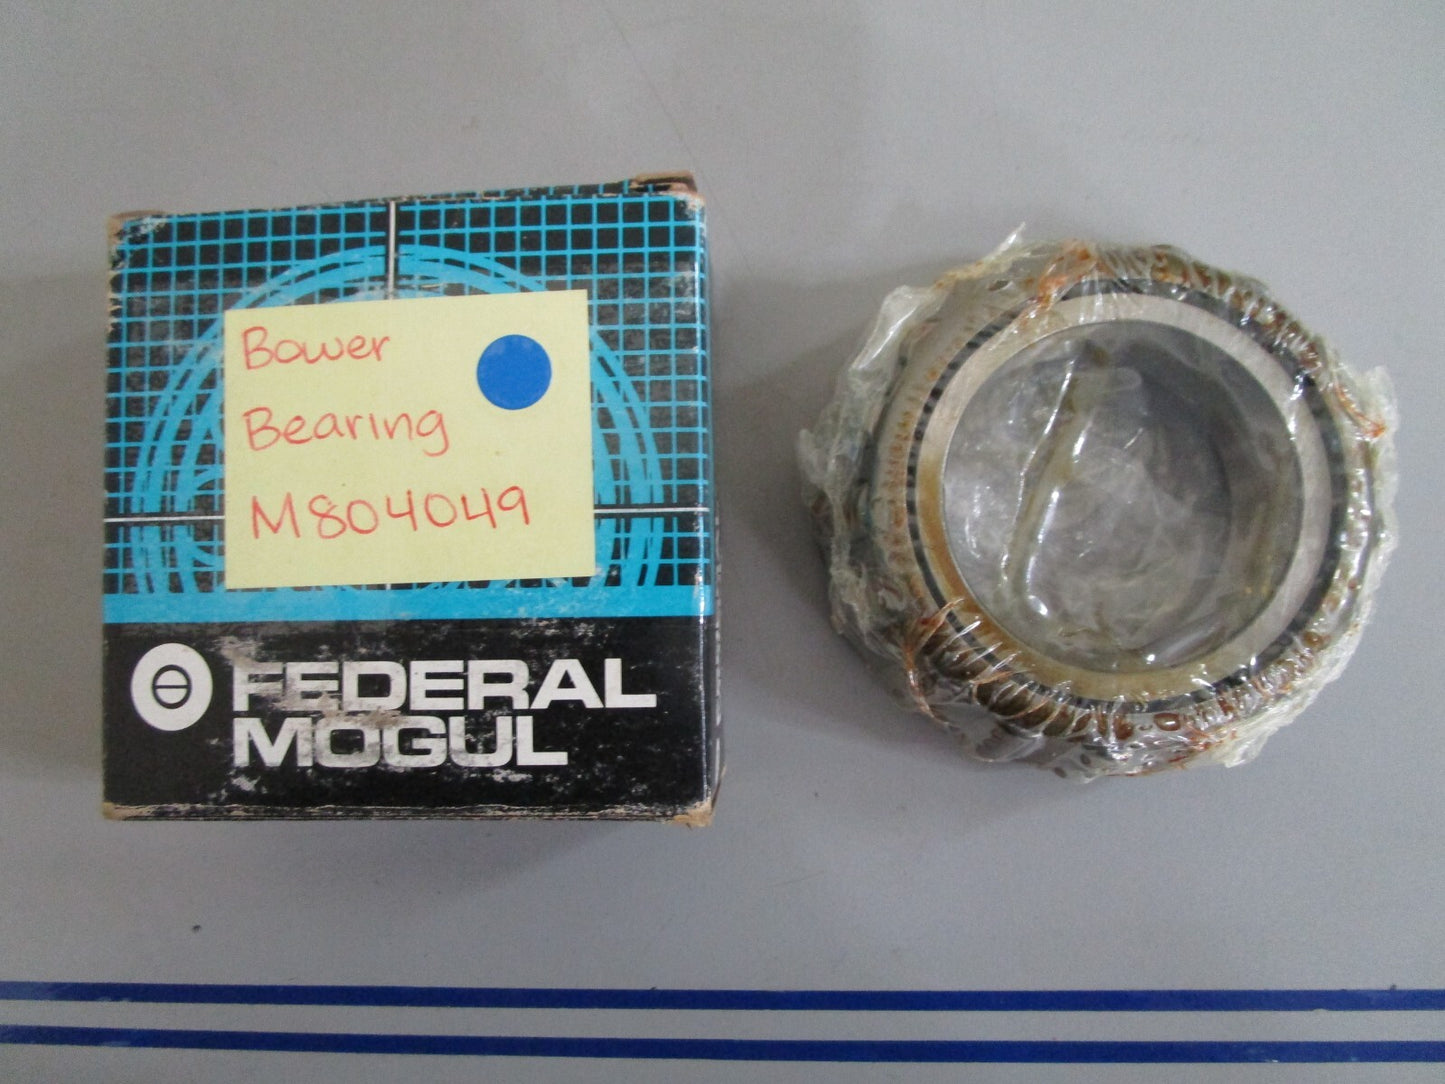 Bower
Bearing
M804049
FEDERAL
MOGUL